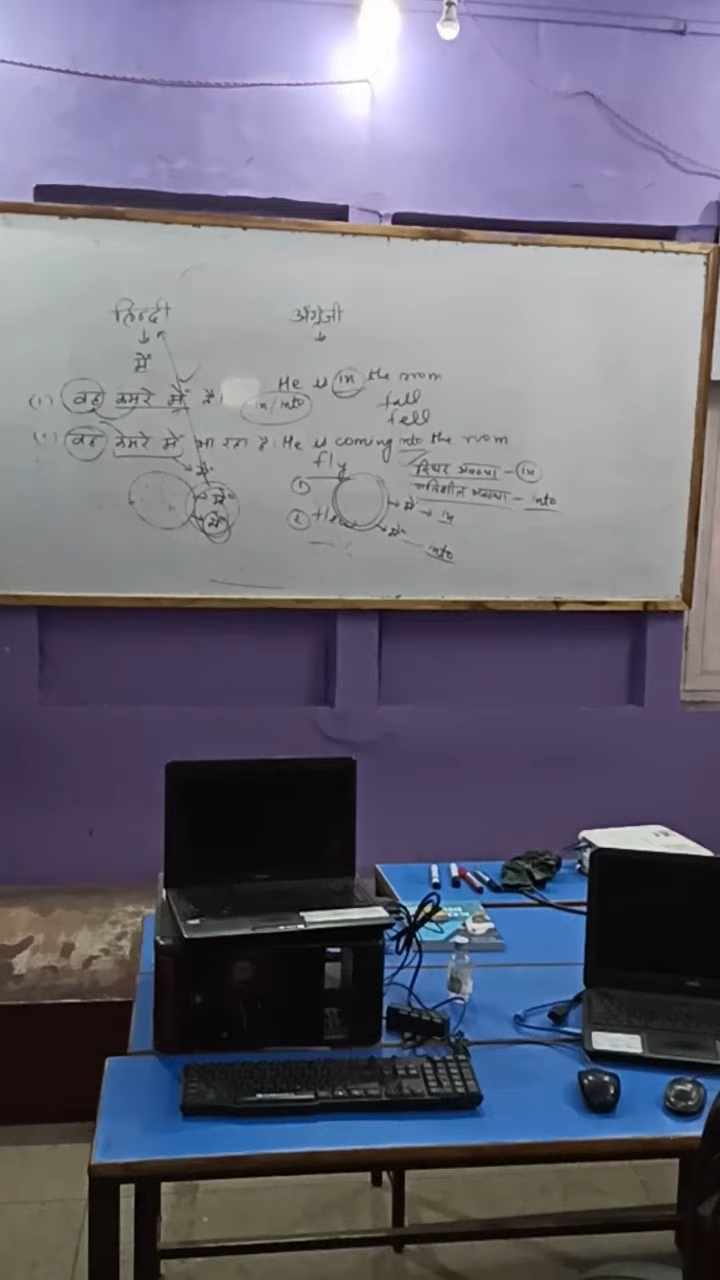 हिन्दी अंग्रेजी
में
(1) वह कमरे में है। in/into He is in the room
fall
fell
वह कमरे में आ रहा है। He is coming into the room
fly
स्थिर अवस्था - in
गतिशील अवस्था - into
में
में
में
1
2
में → in
में
into